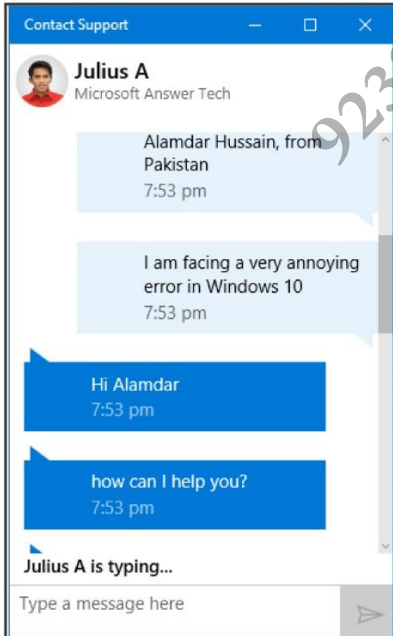 Contact Support
Julius A
Microsoft Answer Tech
923
Alamdar Hussain, from
Pakistan
7:53 pm
I am facing a very annoying
error in Windows 10
7:53 pm
Hi Alamdar
7:53 pm
how can I help you?
7:53 pm
Julius A is typing...
Type a message here